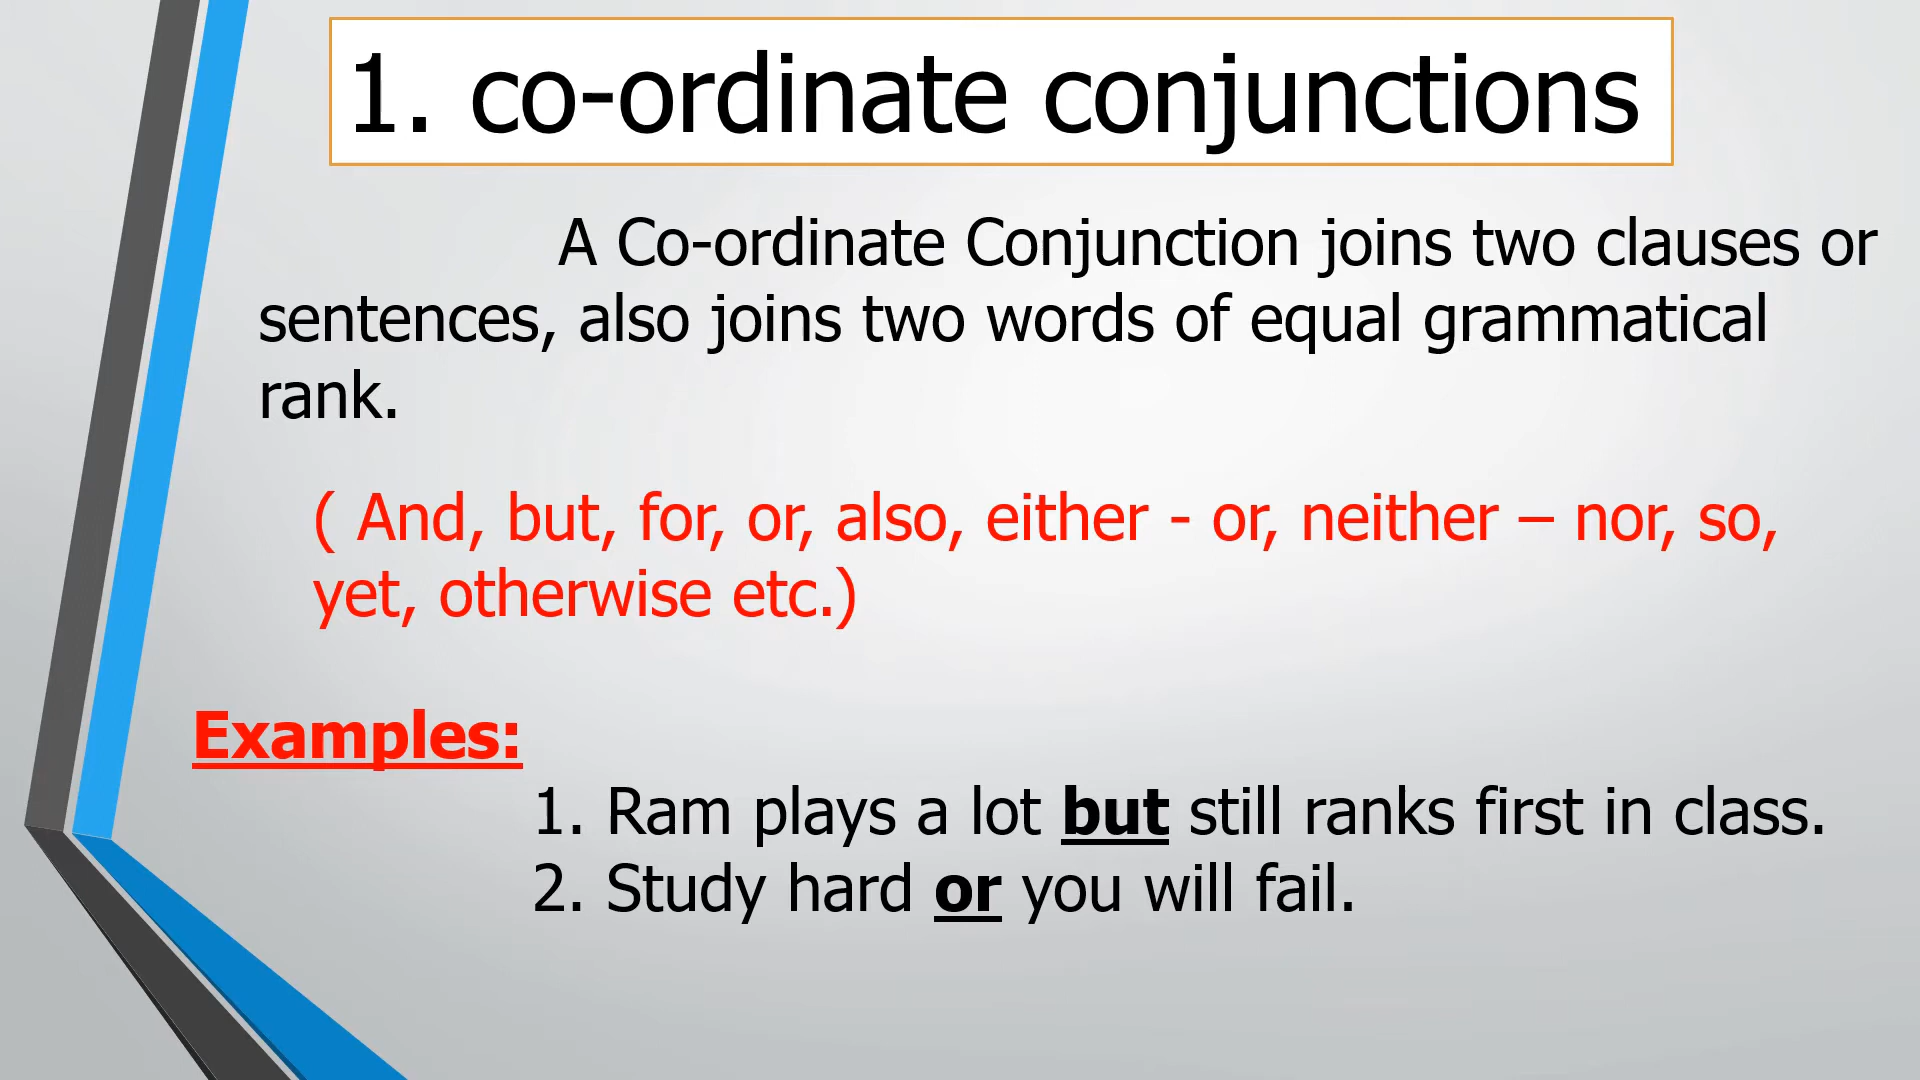 1. co-ordinate conjunctions
A Co-ordinate Conjunction joins two clauses or
sentences, also joins two words of equal grammatical
rank.
( And, but, for, or, also, either - or, neither – nor, so,
yet, otherwise etc.)
Examples:
1. Ram plays a lot but still ranks first in class.
2. Study hard or you will fail.